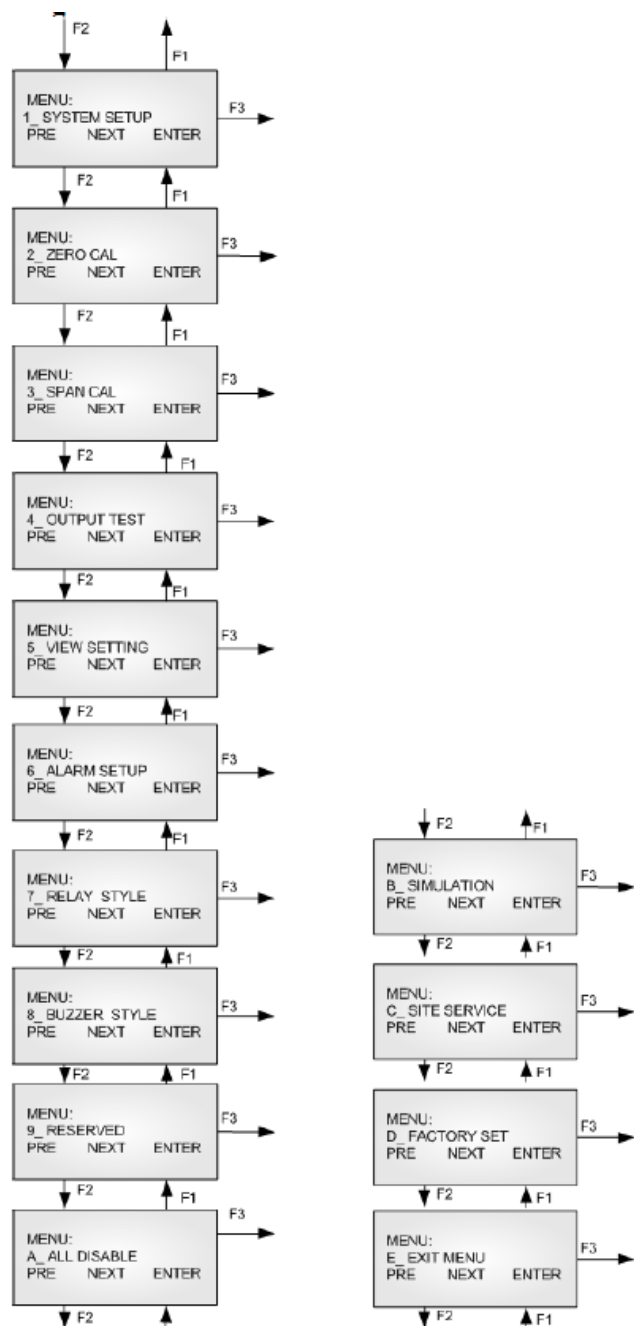 F2
F1
MENU:
1_ SYSTEM SETUP
PRE NEXT ENTER
F3
F2
F1
MENU:
2_ ZERO CAL
PRE NEXT ENTER
F3
F2
F1
MENU:
3_ SPAN CAL
PRE NEXT ENTER
F3
F2
F1
MENU:
4_ OUTPUT TEST
PRE NEXT ENTER
F3
F2
F1
MENU:
5_ VIEW SETTING
PRE NEXT ENTER
F3
F2
F1
MENU:
6_ ALARM SETUP
PRE NEXT ENTER
F3
F2
F1
MENU:
7_ RELAY STYLE
PRE NEXT ENTER
F3
F2
F1
MENU:
8_ BUZZER STYLE
PRE NEXT ENTER
F3
F2
F1
MENU:
9_ RESERVED
PRE NEXT ENTER
F3
F2
F1
MENU:
A_ ALL DISABLE
PRE NEXT ENTER
F3
F2
F2
F1
MENU:
B_ SIMULATION
PRE NEXT ENTER
F3
F2
F1
MENU:
C_ SITE SERVICE
PRE NEXT ENTER
F3
F2
F1
MENU:
D_ FACTORY SET
PRE NEXT ENTER
F3
F2
F1
MENU:
E_ EXIT MENU
PRE NEXT ENTER
F3
F2
F1